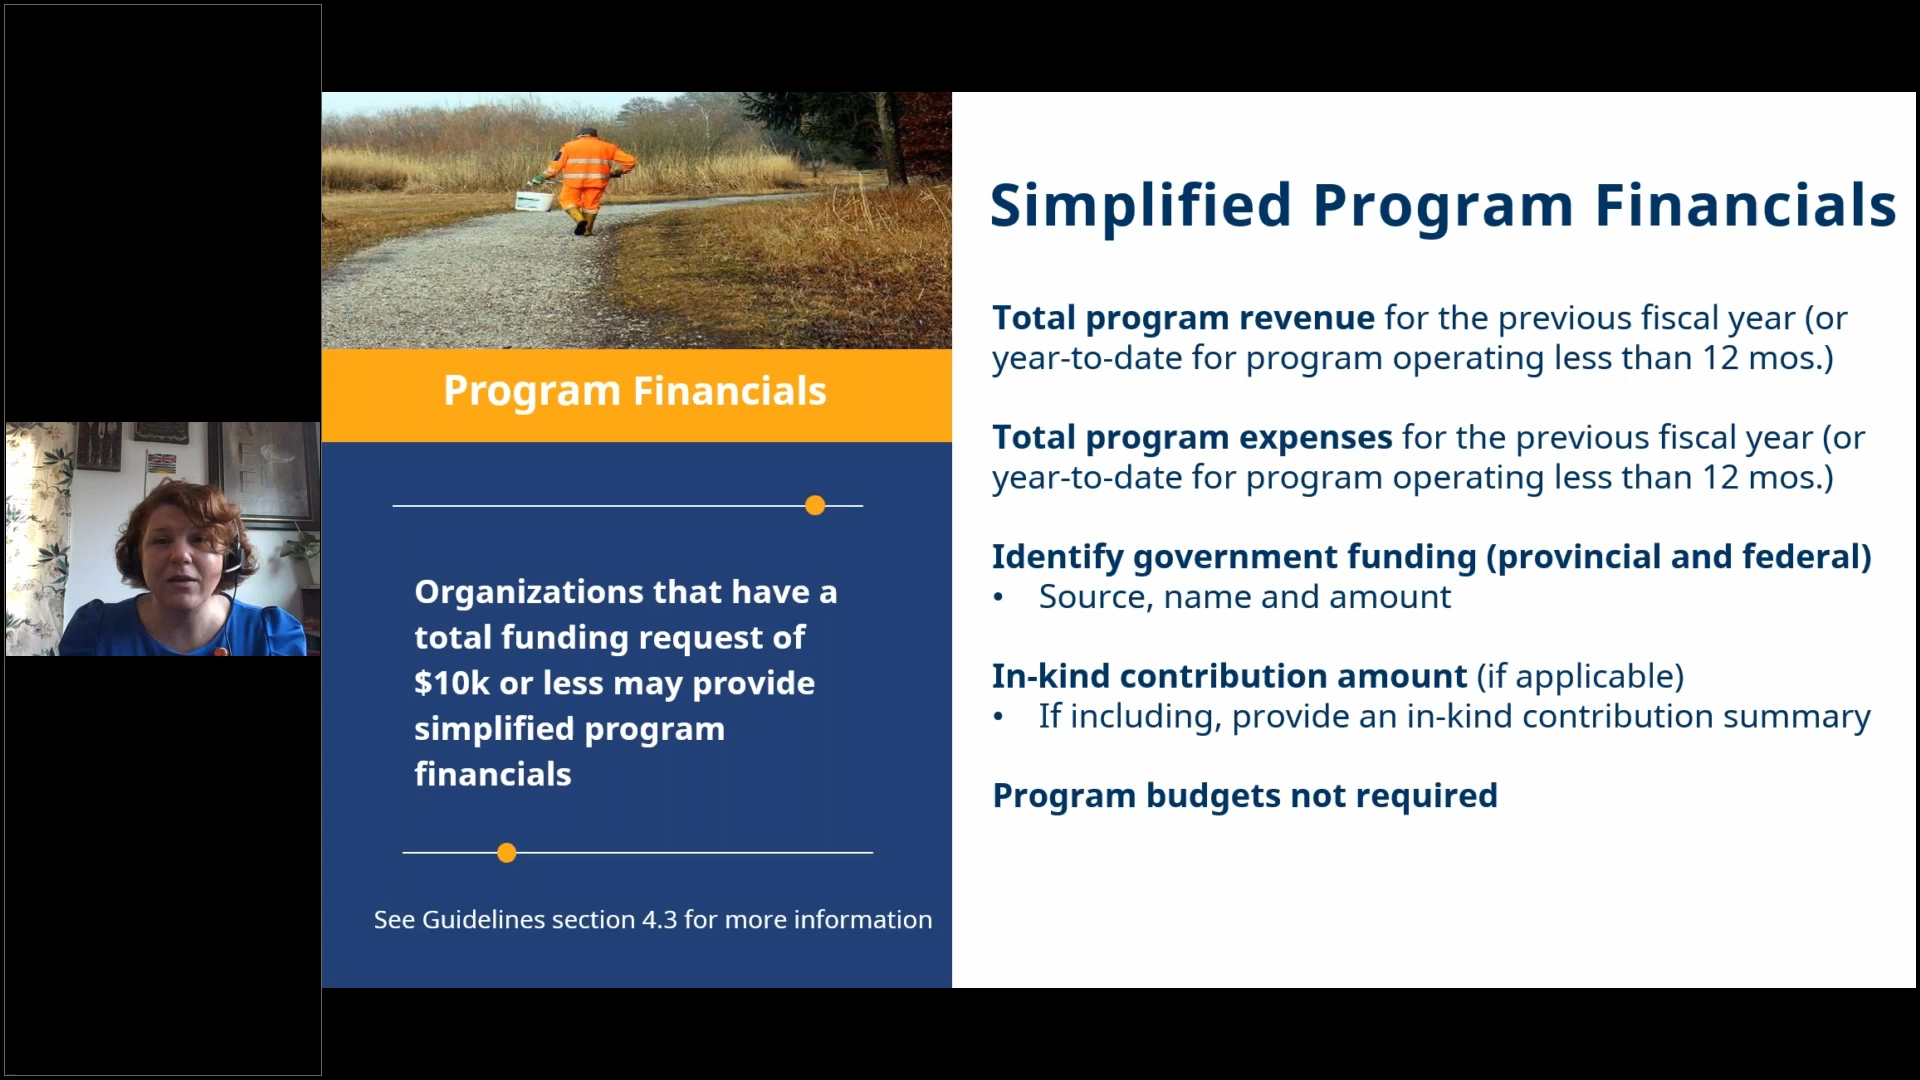 Program Financials
Organizations that have a
total funding request of
$10k or less may provide
simplified program
financials
See Guidelines section 4.3 for more information
Simplified Program Financials
Total program revenue for the previous fiscal year (or
year-to-date for program operating less than 12 mos.)
Total program expenses for the previous fiscal year (or
year-to-date for program operating less than 12 mos.)
Identify government funding (provincial and federal)
• Source, name and amount
In-kind contribution amount (if applicable)
• If including, provide an in-kind contribution summary
Program budgets not required